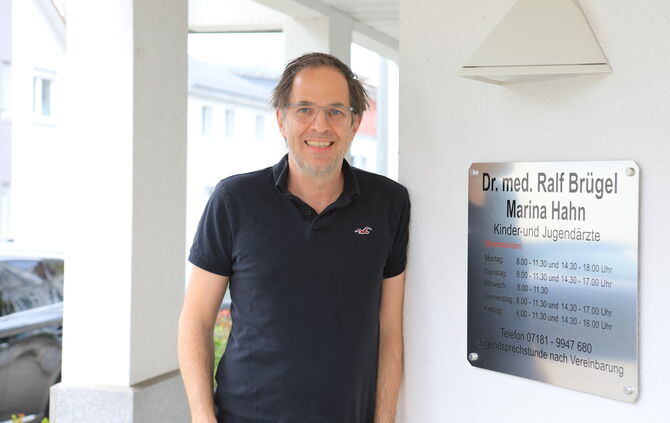 Dr. med. Ralf Brügel
Marina Hahn
Kinder-und Jugendärzte
Montag: 8.00 - 11.30 und 14.30 - 18.00 Uhr
Dienstag: 8.00 - 11.30 und 14.30 - 17.00 Uhr
Mittwoch: 8.00 - 11.30
Donnerstag: 8.00 - 11.30 und 14.30 - 17.00 Uhr
Freitag: 8.00 - 11.30 und 14.30 - 16.00 Uhr
Telefon 07181 - 9947 680
Jugendsprechstunde nach Vereinbarung